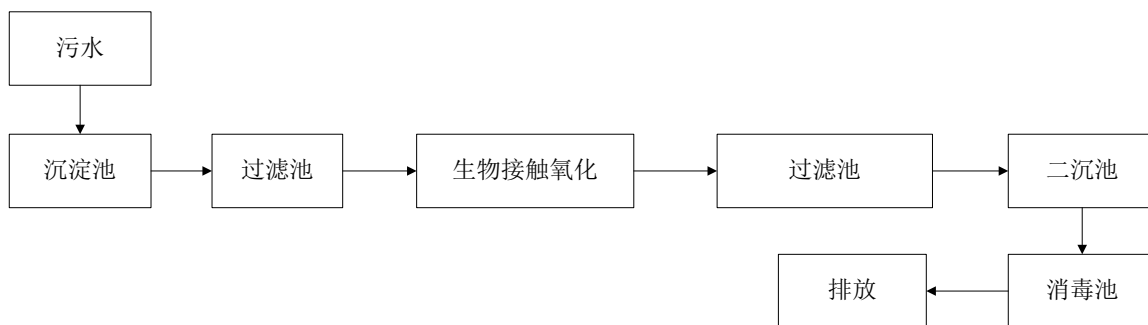 污水
沉淀池
过滤池
生物接触氧化
过滤池
二沉池
消毒池
排放